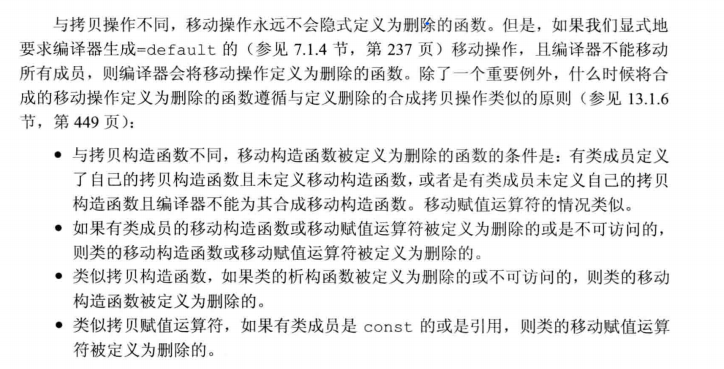 与拷贝操作不同，移动操作永远不会隐式定义为删除的函数。但是，如果我们显式地
要求编译器生成=default 的（参见 7.1.4 节，第 237 页）移动操作，且编译器不能移动
所有成员，则编译器会将移动操作定义为删除的函数。除了一个重要例外，什么时候将合
成的移动操作定义为删除的函数遵循与定义删除的合成拷贝操作类似的原则（参见 13.1.6
节，第 449 页）：
• 与拷贝构造函数不同，移动构造函数被定义为删除的函数的条件是：有类成员定义
了自己的拷贝构造函数且未定义移动构造函数，或者是有类成员未定义自己的拷贝
构造函数且编译器不能为其合成移动构造函数。移动赋值运算符的情况类似。
• 如果有类成员的移动构造函数或移动赋值运算符被定义为删除的或是不可访问的，
则类的移动构造函数或移动赋值运算符被定义为删除的。
• 类似拷贝构造函数，如果类的析构函数被定义为删除的或不可访问的，则类的移动
构造函数被定义为删除的。
• 类似拷贝赋值运算符，如果有类成员是 const 的或是引用，则类的移动赋值运算
符被定义为删除的。